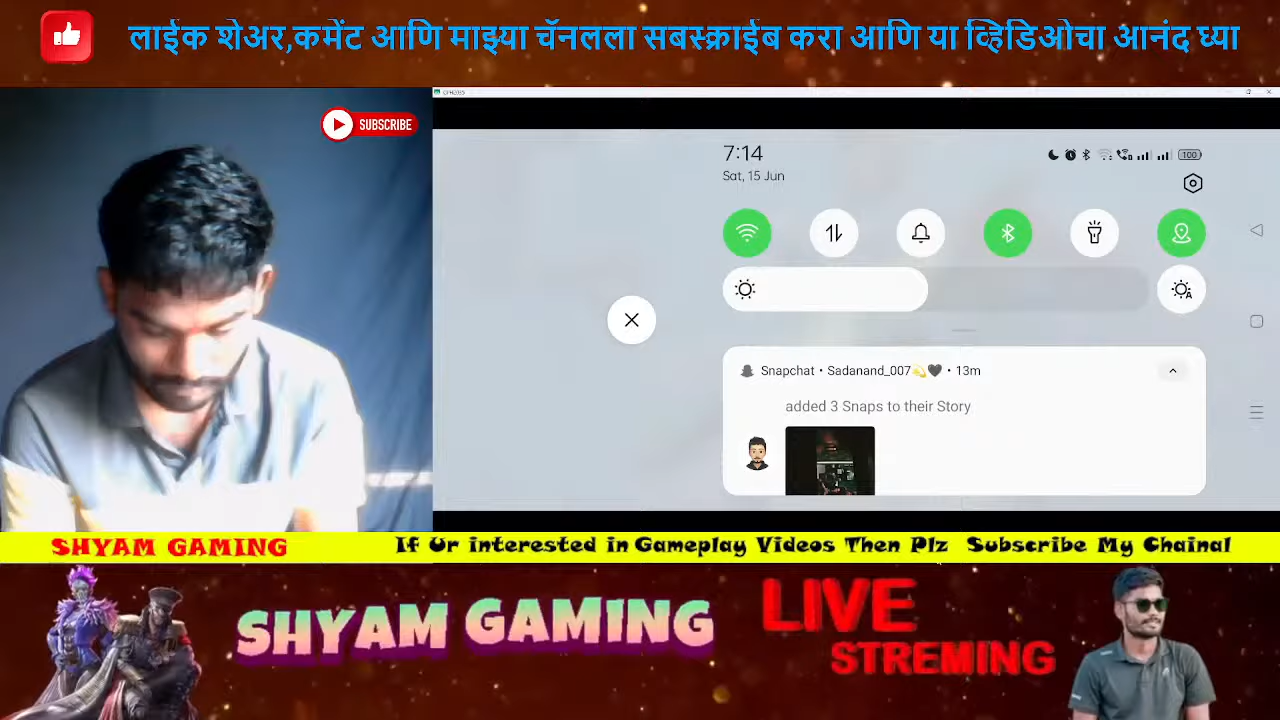 लाईक शेअर,कमेंट आणि माझ्या चॅनलला सबस्क्राईब करा आणि या व्हिडिओचा आनंद घ्या
SUBSCRIBE
7:14
Sat, 15 Jun
100
Snapchat • Sadanand_007💫🖤 • 13m
added 3 Snaps to their Story
SHYAM GAMING
If Ur interested in Gameplay Videos Then Plz Subscribe My Chainal
SHYAM GAMING
LIVE
STREMING